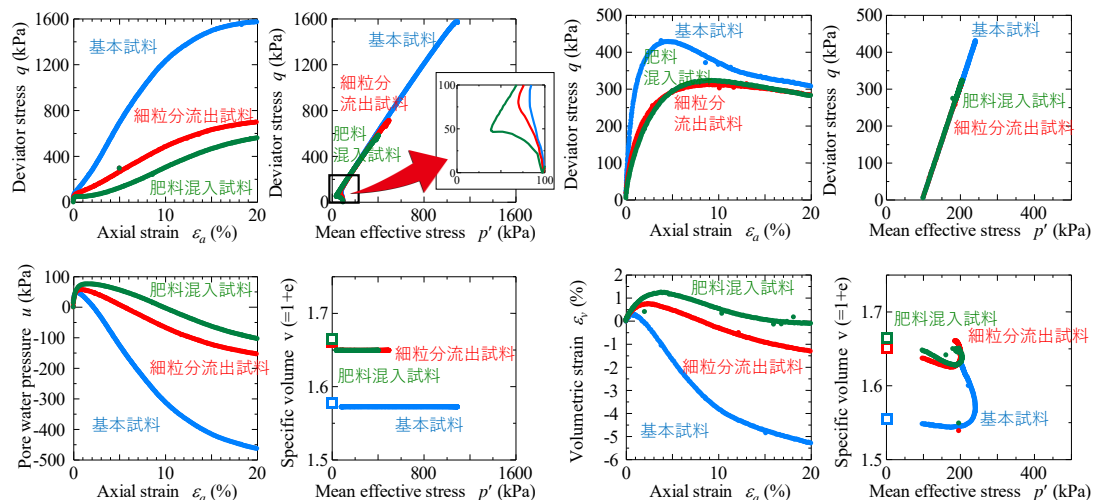 1600
1200
800
400
0
0
10
20
Deviator stress q (kPa)
Axial strain εa (%)
基本試料
細粒分流出試料
肥料混入試料
1600
1200
800
400
0
0
800
1600
Deviator stress q (kPa)
Mean effective stress p′ (kPa)
基本試料
細粒分
流出試料
肥料
混入試料
100
50
0
0
100
500
400
300
200
100
0
0
10
20
Deviator stress q (kPa)
Axial strain εa (%)
基本試料
肥料
混入試料
細粒分
流出試料
500
400
300
200
100
0
0
200
400
Deviator stress q (kPa)
Mean effective stress p′ (kPa)
基本試料
肥料混入試料
細粒分流出試料
100
0
-100
-200
-300
-400
-500
0
10
20
Pore water pressure u (kPa)
Axial strain εa (%)
肥料混入試料
細粒分流出試料
基本試料
1.7
1.6
1.5
0
800
1600
Specific volume v (=1+e)
Mean effective stress p′ (kPa)
細粒分流出試料
肥料混入試料
基本試料
2
1
0
-1
-2
-3
-4
-5
-6
0
10
20
Volumetric strain εv (%)
Axial strain εa (%)
肥料混入試料
細粒分流出試料
基本試料
1.7
1.6
1.5
0
200
400
Specific volume v (=1+e)
Mean effective stress p′ (kPa)
肥料混入試料
細粒分流出試料
基本試料